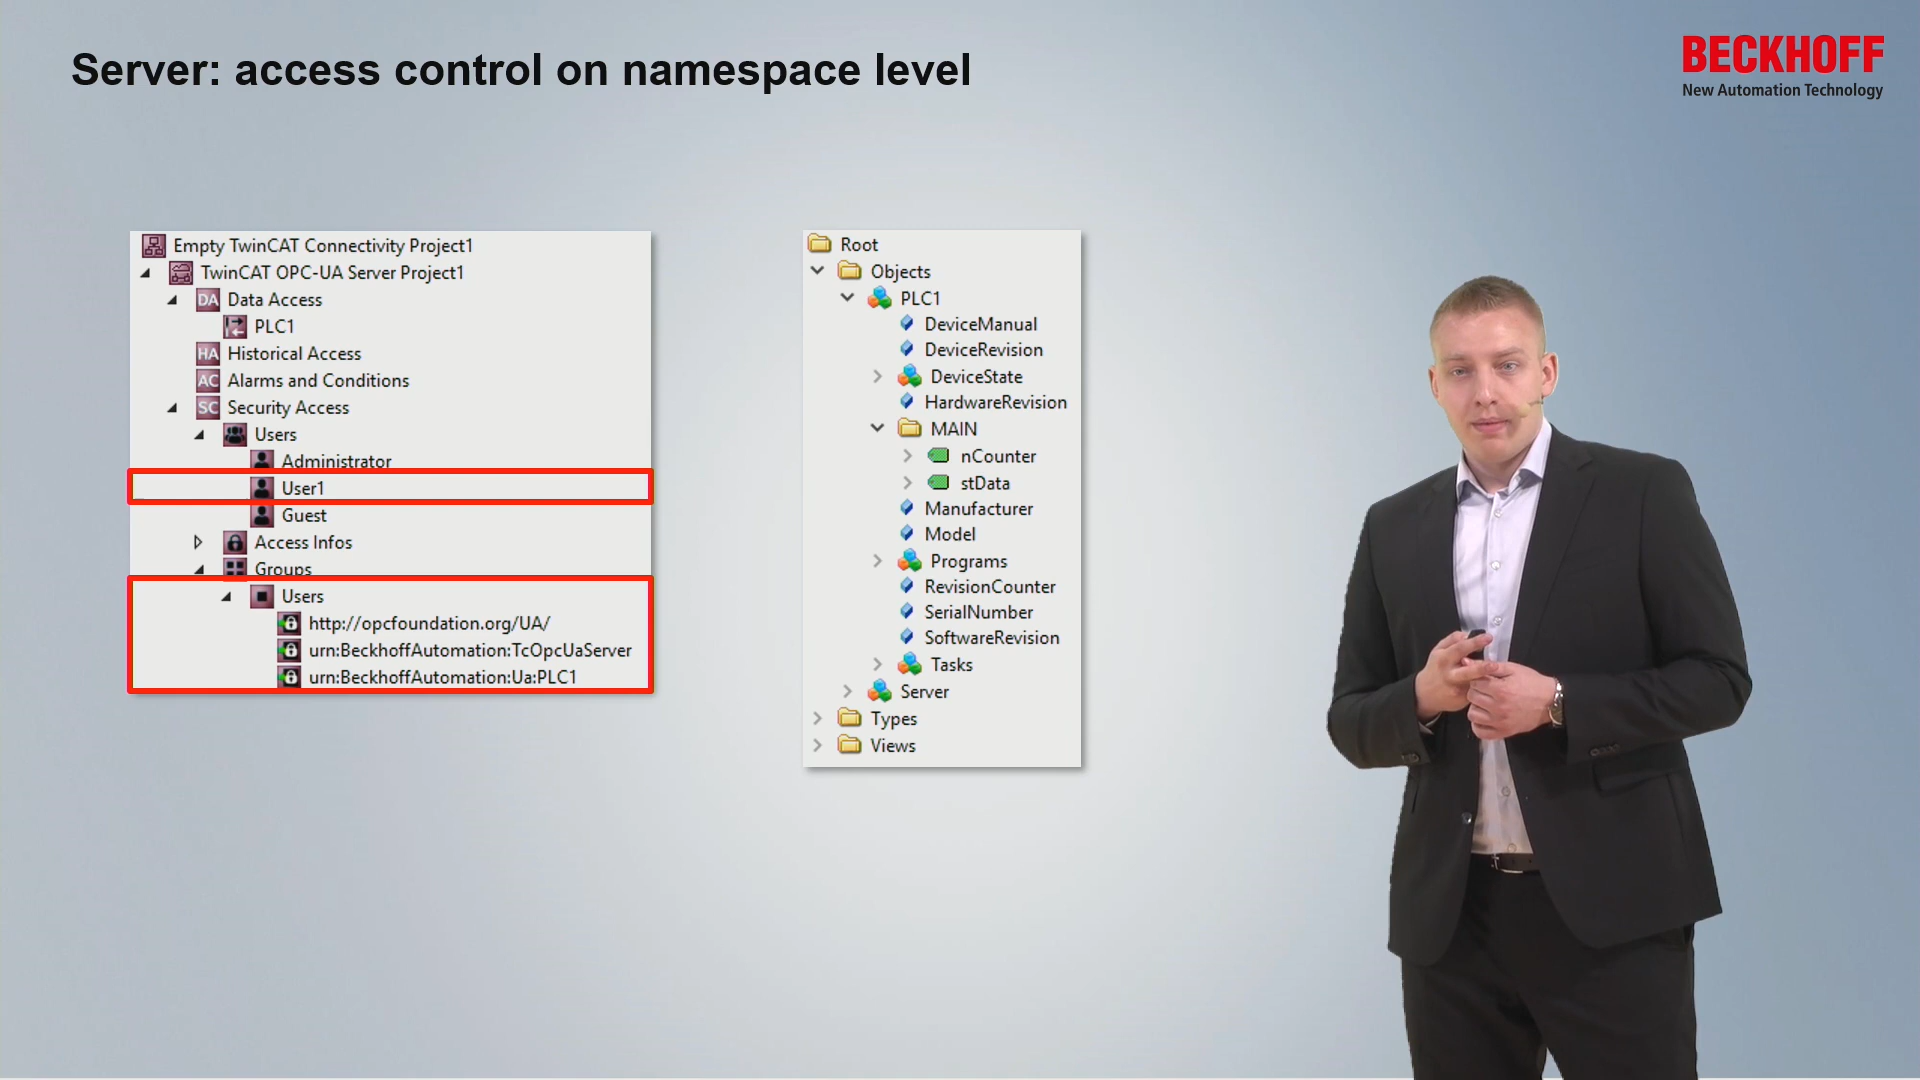 Server: access control on namespace level
BECKHOFF
New Automation Technology
Empty TwinCAT Connectivity Project1
TwinCAT OPC-UA Server Project1
DA Data Access
PLC1
HA Historical Access
AC Alarms and Conditions
SC Security Access
Users
Administrator
User1
Guest
Access Infos
Groups
Users
http://opcfoundation.org/UA/
urn:BeckhoffAutomation:TcOpcUaServer
urn:BeckhoffAutomation:Ua:PLC1
Root
Objects
PLC1
DeviceManual
DeviceRevision
DeviceState
HardwareRevision
MAIN
nCounter
stData
Manufacturer
Model
Programs
RevisionCounter
SerialNumber
SoftwareRevision
Tasks
Server
Types
Views